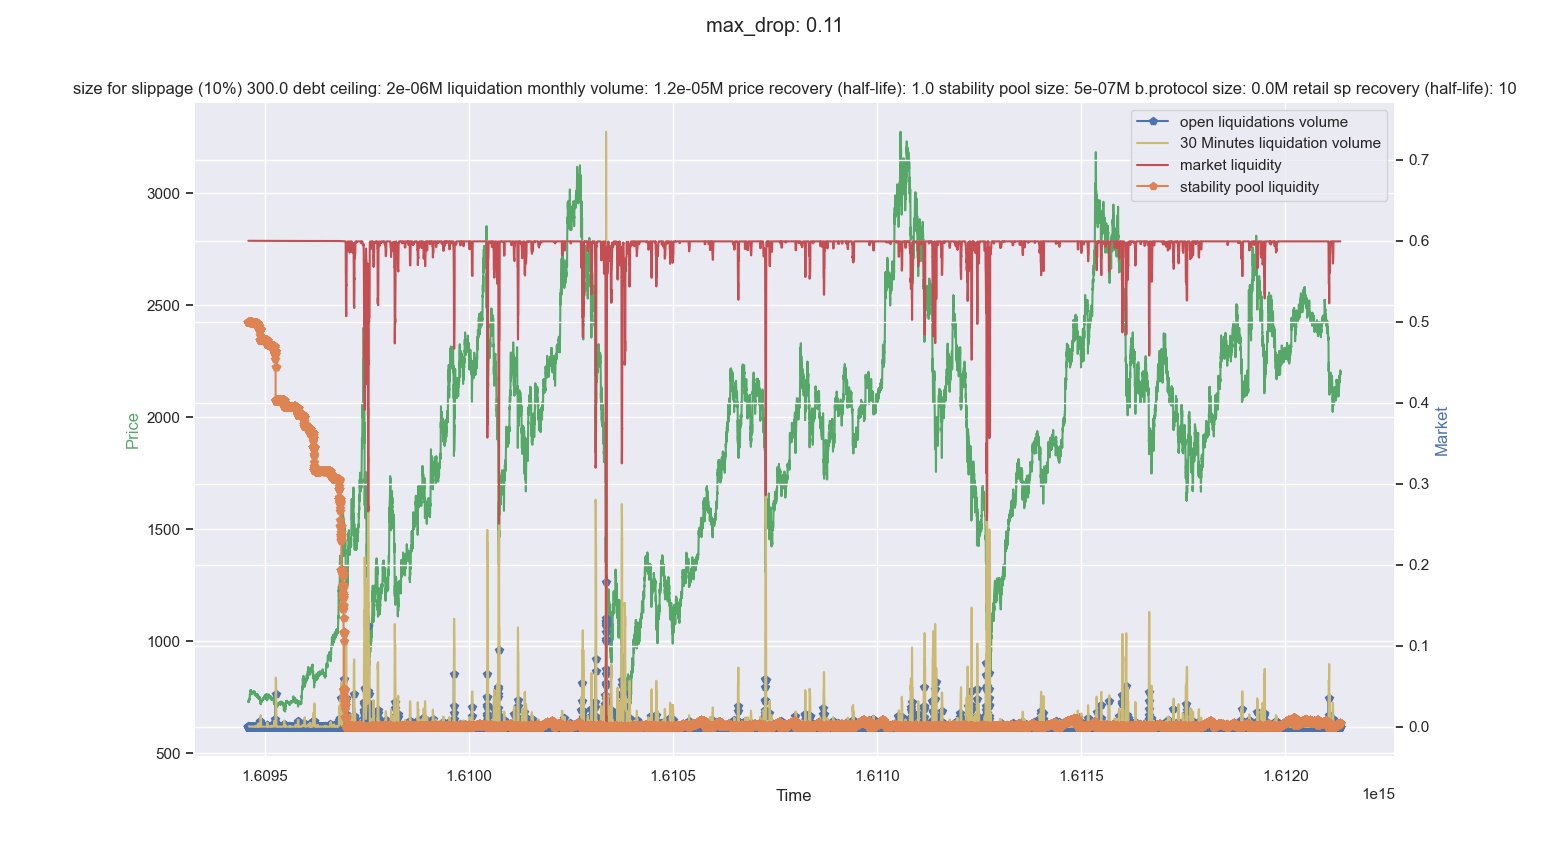 max_drop: 0.11
size for slippage (10%) 300.0 debt ceiling: 2e-06M liquidation monthly volume: 1.2e-05M price recovery (half-life): 1.0 stability pool size: 5e-07M b.protocol size: 0.0M retail sp recovery (half-life): 10
open liquidations volume
30 Minutes liquidation volume
market liquidity
stability pool liquidity
3000
2500
2000
1500
1000
500
Price
0.7
0.6
0.5
0.4
0.3
0.2
0.1
0.0
Market
1.6095 1.6100 1.6105 1.6110 1.6115 1.6120
Time
1e15